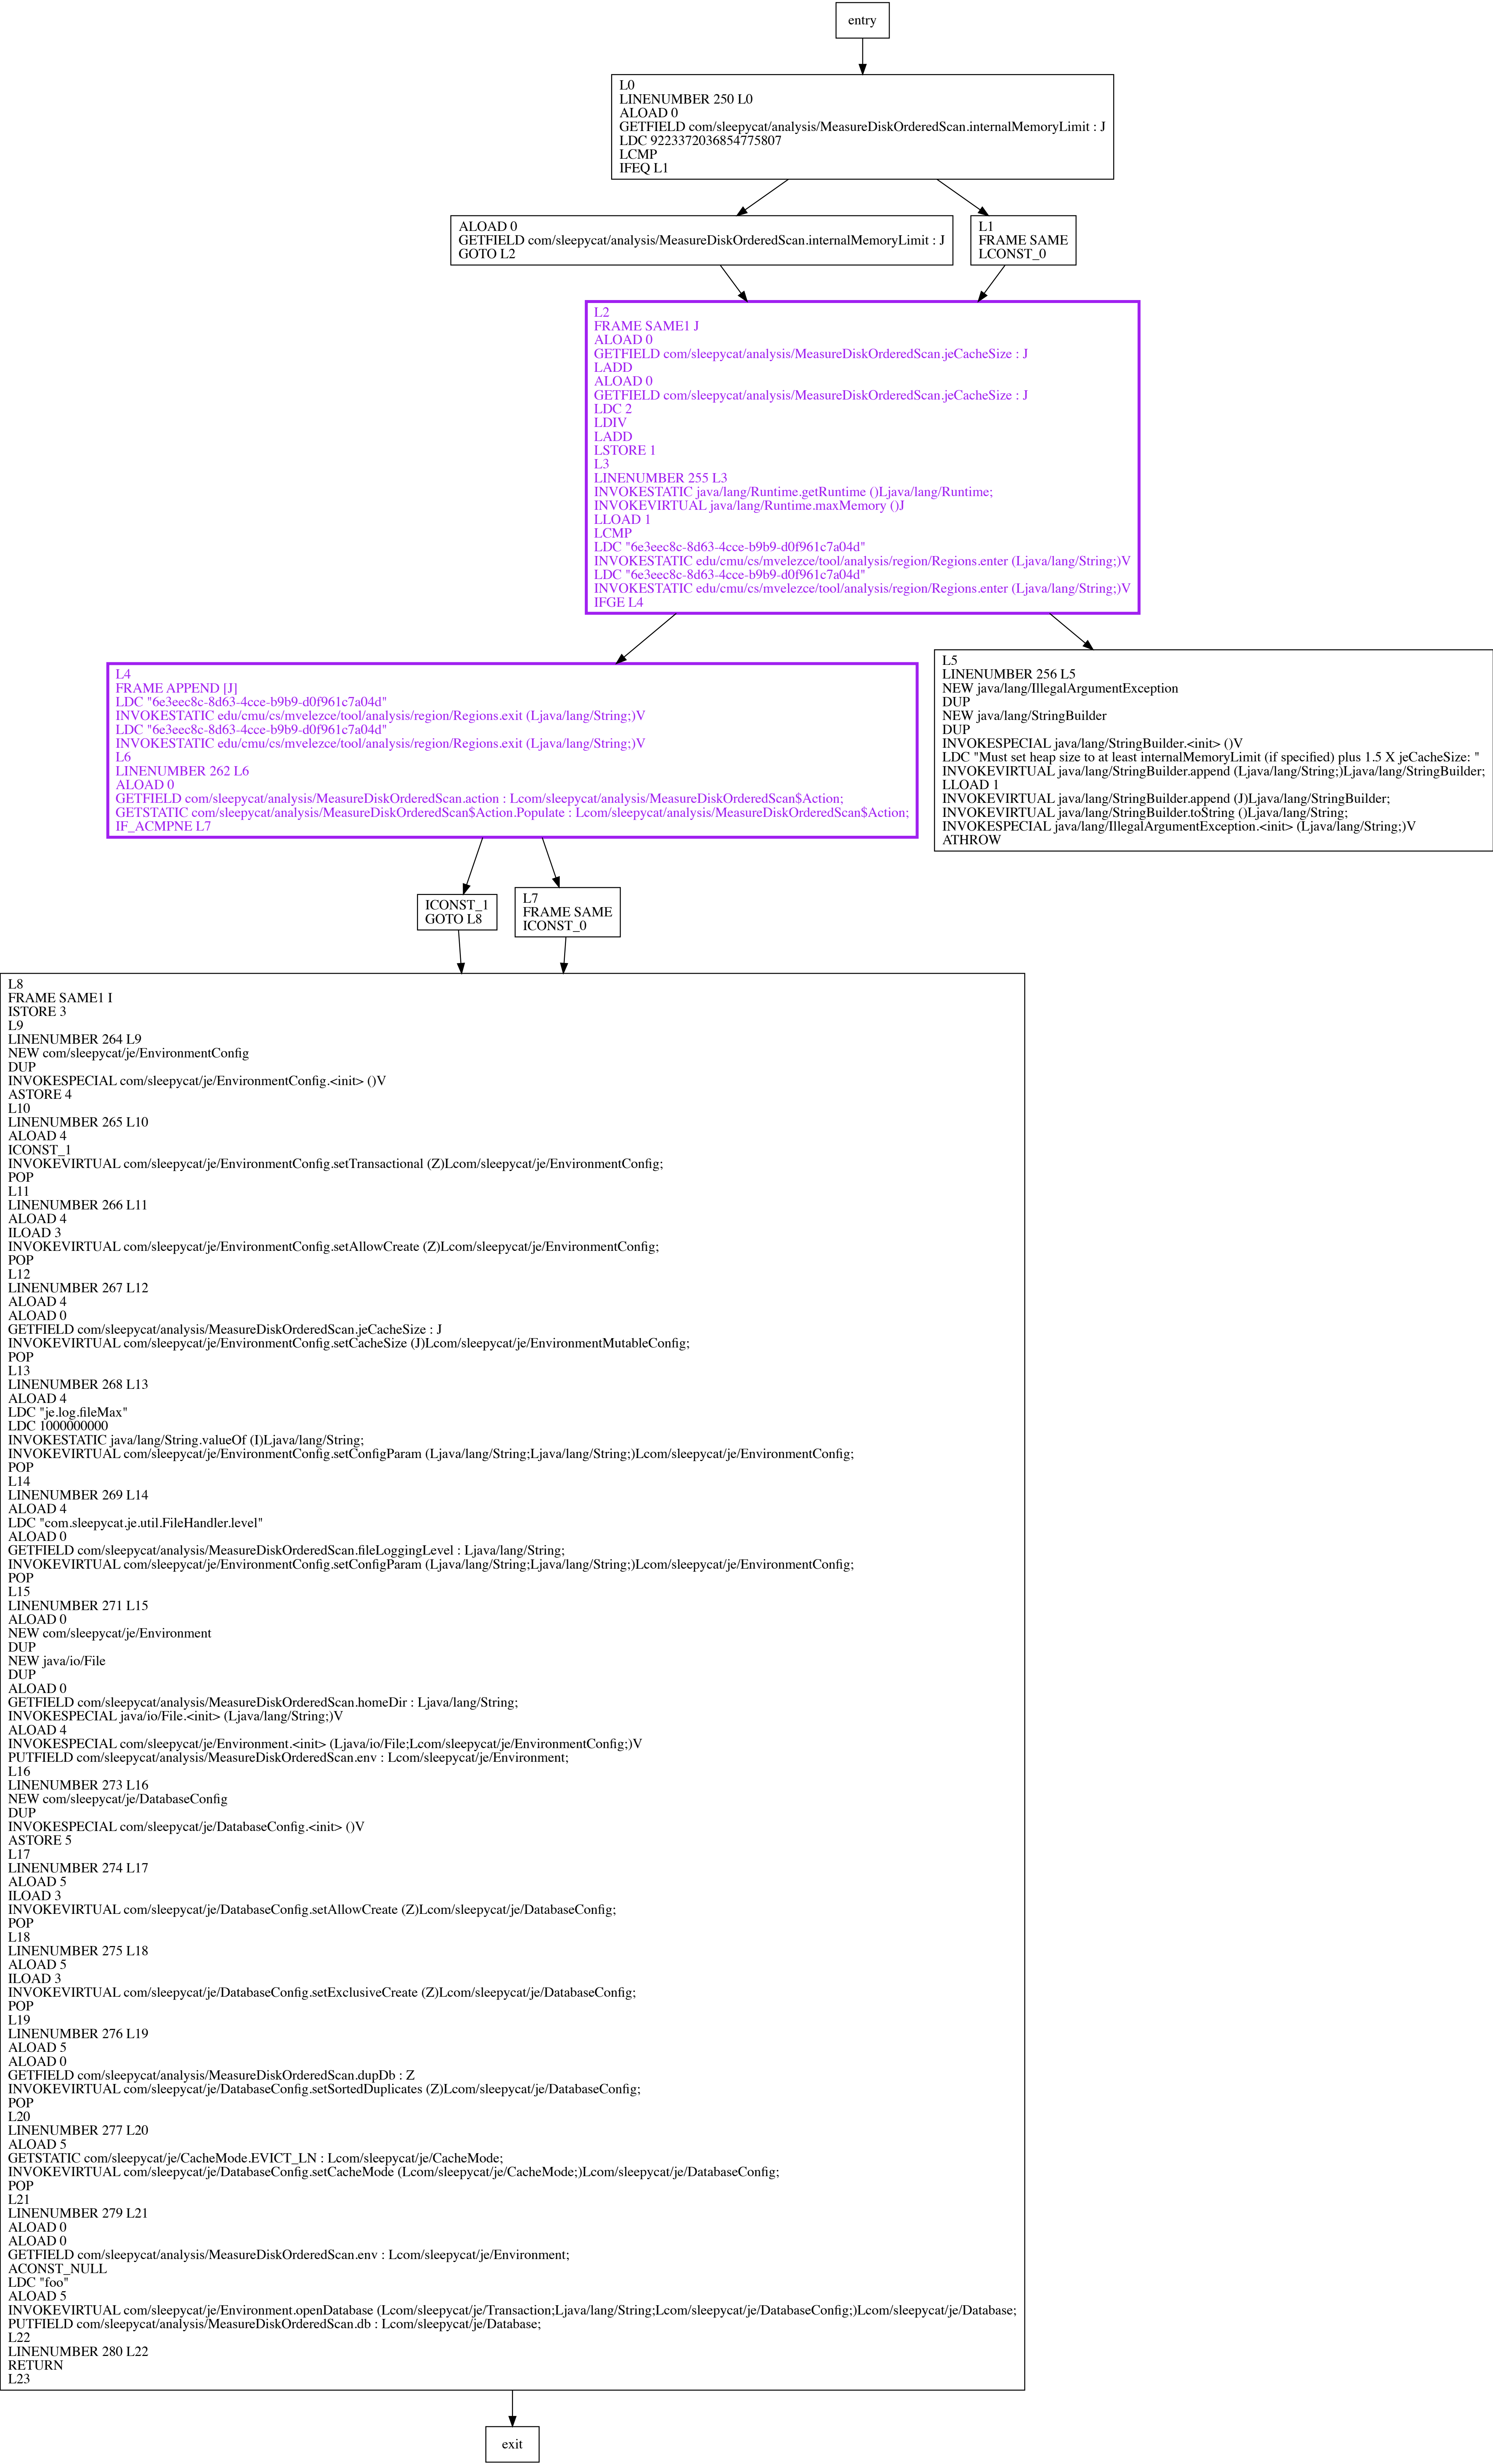 entry
L0
LINENUMBER 250 L0
ALOAD 0
GETFIELD com/sleepycat/analysis/MeasureDiskOrderedScan.internalMemoryLimit : J
LDC 9223372036854775807
LCMP
IFEQ L1
ALOAD 0
GETFIELD com/sleepycat/analysis/MeasureDiskOrderedScan.internalMemoryLimit : J
GOTO L2
L1
FRAME SAME
LCONST_0
L2
FRAME SAME1 J
ALOAD 0
GETFIELD com/sleepycat/analysis/MeasureDiskOrderedScan.jeCacheSize : J
LADD
ALOAD 0
GETFIELD com/sleepycat/analysis/MeasureDiskOrderedScan.jeCacheSize : J
LDC 2
LDIV
LADD
LSTORE 1
L3
LINENUMBER 255 L3
INVOKESTATIC java/lang/Runtime.getRuntime ()Ljava/lang/Runtime;
INVOKEVIRTUAL java/lang/Runtime.maxMemory ()J
LLOAD 1
LCMP
LDC "6e3eec8c-8d63-4cce-b9b9-d0f961c7a04d"
INVOKESTATIC edu/cmu/cs/mvelezce/tool/analysis/region/Regions.enter (Ljava/lang/String;)V
LDC "6e3eec8c-8d63-4cce-b9b9-d0f961c7a04d"
INVOKESTATIC edu/cmu/cs/mvelezce/tool/analysis/region/Regions.enter (Ljava/lang/String;)V
IFGE L4
L4
FRAME APPEND [J]
LDC "6e3eec8c-8d63-4cce-b9b9-d0f961c7a04d"
INVOKESTATIC edu/cmu/cs/mvelezce/tool/analysis/region/Regions.exit (Ljava/lang/String;)V
LDC "6e3eec8c-8d63-4cce-b9b9-d0f961c7a04d"
INVOKESTATIC edu/cmu/cs/mvelezce/tool/analysis/region/Regions.exit (Ljava/lang/String;)V
L6
LINENUMBER 262 L6
ALOAD 0
GETFIELD com/sleepycat/analysis/MeasureDiskOrderedScan.action : Lcom/sleepycat/analysis/MeasureDiskOrderedScan$Action;
GETSTATIC com/sleepycat/analysis/MeasureDiskOrderedScan$Action.Populate : Lcom/sleepycat/analysis/MeasureDiskOrderedScan$Action;
IF_ACMPNE L7
L5
LINENUMBER 256 L5
NEW java/lang/IllegalArgumentException
DUP
NEW java/lang/StringBuilder
DUP
INVOKESPECIAL java/lang/StringBuilder.<init> ()V
LDC "Must set heap size to at least internalMemoryLimit (if specified) plus 1.5 X jeCacheSize: "
INVOKEVIRTUAL java/lang/StringBuilder.append (Ljava/lang/String;)Ljava/lang/StringBuilder;
LLOAD 1
INVOKEVIRTUAL java/lang/StringBuilder.append (J)Ljava/lang/StringBuilder;
INVOKEVIRTUAL java/lang/StringBuilder.toString ()Ljava/lang/String;
INVOKESPECIAL java/lang/IllegalArgumentException.<init> (Ljava/lang/String;)V
ATHROW
ICONST_1
GOTO L8
L7
FRAME SAME
ICONST_0
L8
FRAME SAME1 I
ISTORE 3
L9
LINENUMBER 264 L9
NEW com/sleepycat/je/EnvironmentConfig
DUP
INVOKESPECIAL com/sleepycat/je/EnvironmentConfig.<init> ()V
ASTORE 4
L10
LINENUMBER 265 L10
ALOAD 4
ICONST_1
INVOKEVIRTUAL com/sleepycat/je/EnvironmentConfig.setTransactional (Z)Lcom/sleepycat/je/EnvironmentConfig;
POP
L11
LINENUMBER 266 L11
ALOAD 4
ILOAD 3
INVOKEVIRTUAL com/sleepycat/je/EnvironmentConfig.setAllowCreate (Z)Lcom/sleepycat/je/EnvironmentConfig;
POP
L12
LINENUMBER 267 L12
ALOAD 4
ALOAD 0
GETFIELD com/sleepycat/analysis/MeasureDiskOrderedScan.jeCacheSize : J
INVOKEVIRTUAL com/sleepycat/je/EnvironmentConfig.setCacheSize (J)Lcom/sleepycat/je/EnvironmentMutableConfig;
POP
L13
LINENUMBER 268 L13
ALOAD 4
LDC "je.log.fileMax"
LDC 1000000000
INVOKESTATIC java/lang/String.valueOf (I)Ljava/lang/String;
INVOKEVIRTUAL com/sleepycat/je/EnvironmentConfig.setConfigParam (Ljava/lang/String;Ljava/lang/String;)Lcom/sleepycat/je/EnvironmentConfig;
POP
L14
LINENUMBER 269 L14
ALOAD 4
LDC "com.sleepycat.je.util.FileHandler.level"
ALOAD 0
GETFIELD com/sleepycat/analysis/MeasureDiskOrderedScan.fileLoggingLevel : Ljava/lang/String;
INVOKEVIRTUAL com/sleepycat/je/EnvironmentConfig.setConfigParam (Ljava/lang/String;Ljava/lang/String;)Lcom/sleepycat/je/EnvironmentConfig;
POP
L15
LINENUMBER 271 L15
ALOAD 0
NEW com/sleepycat/je/Environment
DUP
NEW java/io/File
DUP
ALOAD 0
GETFIELD com/sleepycat/analysis/MeasureDiskOrderedScan.homeDir : Ljava/lang/String;
INVOKESPECIAL java/io/File.<init> (Ljava/lang/String;)V
ALOAD 4
INVOKESPECIAL com/sleepycat/je/Environment.<init> (Ljava/io/File;Lcom/sleepycat/je/EnvironmentConfig;)V
PUTFIELD com/sleepycat/analysis/MeasureDiskOrderedScan.env : Lcom/sleepycat/je/Environment;
L16
LINENUMBER 273 L16
NEW com/sleepycat/je/DatabaseConfig
DUP
INVOKESPECIAL com/sleepycat/je/DatabaseConfig.<init> ()V
ASTORE 5
L17
LINENUMBER 274 L17
ALOAD 5
ILOAD 3
INVOKEVIRTUAL com/sleepycat/je/DatabaseConfig.setAllowCreate (Z)Lcom/sleepycat/je/DatabaseConfig;
POP
L18
LINENUMBER 275 L18
ALOAD 5
ILOAD 3
INVOKEVIRTUAL com/sleepycat/je/DatabaseConfig.setExclusiveCreate (Z)Lcom/sleepycat/je/DatabaseConfig;
POP
L19
LINENUMBER 276 L19
ALOAD 5
ALOAD 0
GETFIELD com/sleepycat/analysis/MeasureDiskOrderedScan.dupDb : Z
INVOKEVIRTUAL com/sleepycat/je/DatabaseConfig.setSortedDuplicates (Z)Lcom/sleepycat/je/DatabaseConfig;
POP
L20
LINENUMBER 277 L20
ALOAD 5
GETSTATIC com/sleepycat/je/CacheMode.EVICT_LN : Lcom/sleepycat/je/CacheMode;
INVOKEVIRTUAL com/sleepycat/je/DatabaseConfig.setCacheMode (Lcom/sleepycat/je/CacheMode;)Lcom/sleepycat/je/DatabaseConfig;
POP
L21
LINENUMBER 279 L21
ALOAD 0
ALOAD 0
GETFIELD com/sleepycat/analysis/MeasureDiskOrderedScan.env : Lcom/sleepycat/je/Environment;
ACONST_NULL
LDC "foo"
ALOAD 5
INVOKEVIRTUAL com/sleepycat/je/Environment.openDatabase (Lcom/sleepycat/je/Transaction;Ljava/lang/String;Lcom/sleepycat/je/DatabaseConfig;)Lcom/sleepycat/je/Database;
PUTFIELD com/sleepycat/analysis/MeasureDiskOrderedScan.db : Lcom/sleepycat/je/Database;
L22
LINENUMBER 280 L22
RETURN
L23
exit